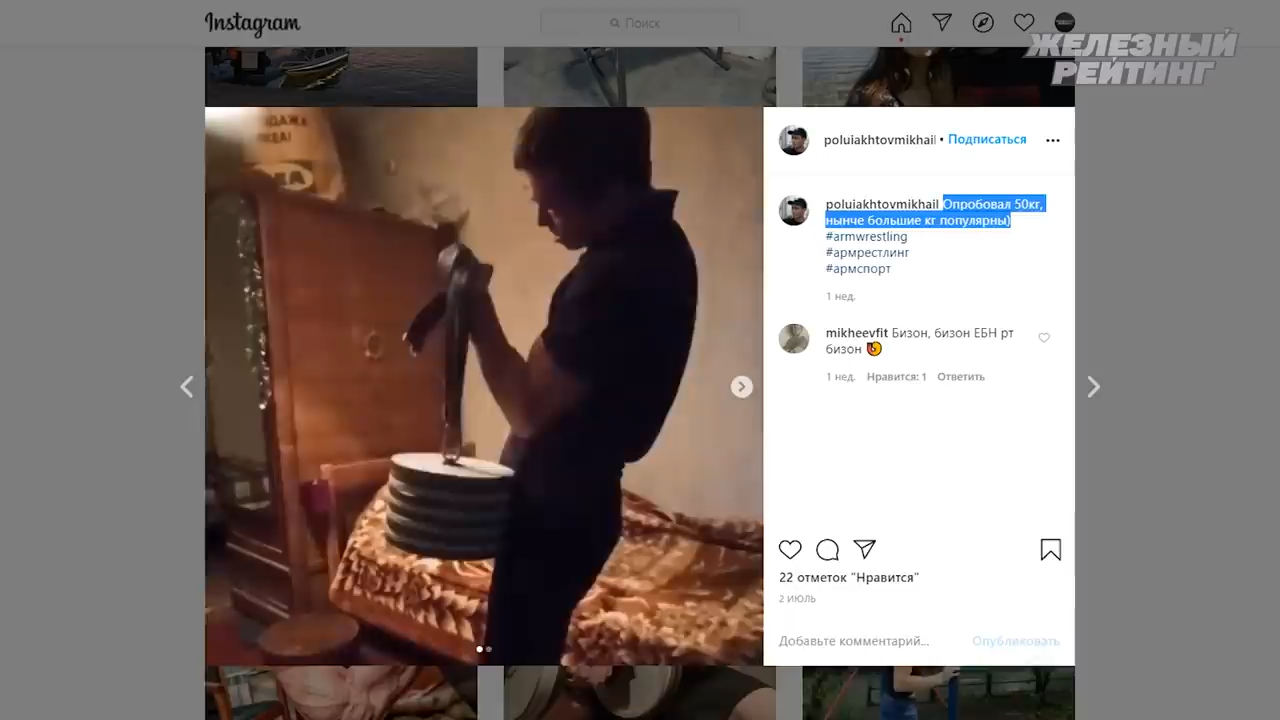 Instagram
Поиск
ЖЕЛЕЗНЫЙ
РЕЙТИНГ
poluiakhtovmikhail • Подписаться
poluiakhtovmikhail Опробовал 50кг,
нынче большие кг популярны)
#armwrestling
#армрестлинг
#армспорт
1 нед.
mikheevfit Бизон, бизон ЕБН рт
бизон
1 нед. Нравится: 1 Ответить
22 отметок "Нравится"
2 ИЮЛЬ
Добавьте комментарий... Опубликовать